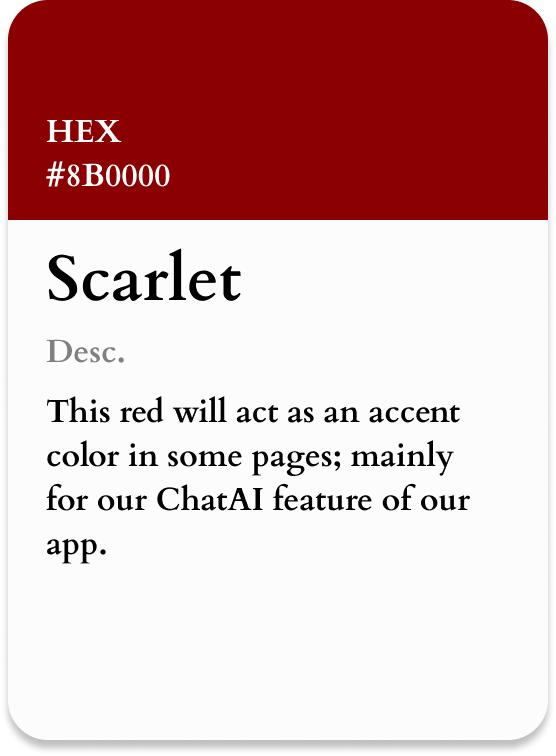 HEX
#8B0000
Scarlet
Desc.
This red will act as an accent
color in some pages; mainly
for our ChatAI feature of our
app.